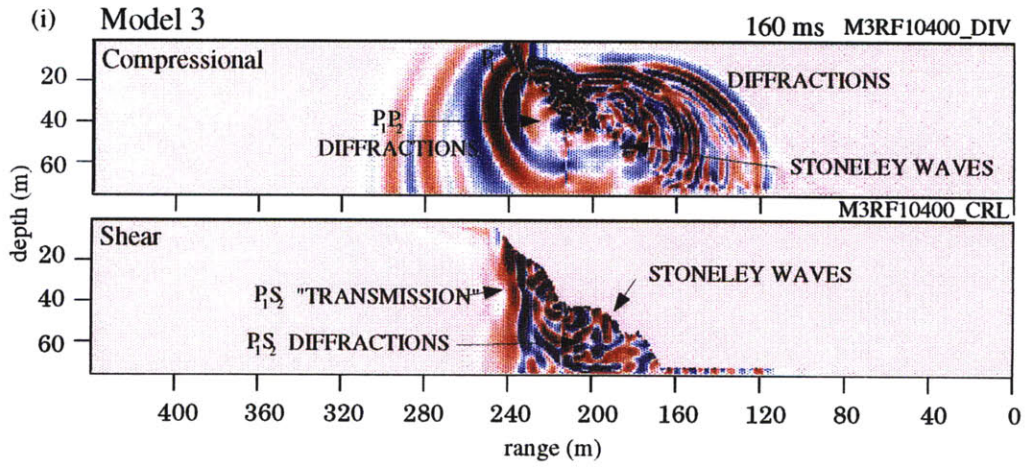 (i) Model 3 160 ms M3RF10400_DIV
Compressional
20
40
60
DIFFRACTIONS
P₁P₂
DIFFRACTIONS
STONELEY WAVES
depth (m)
M3RF10400_CRL
Shear
20
40
60
STONELEY WAVES
P₁S₂ "TRANSMISSION"
P₁S₂ DIFFRACTIONS
400 360 320 280 240 200 160 120 80 40 0
range (m)